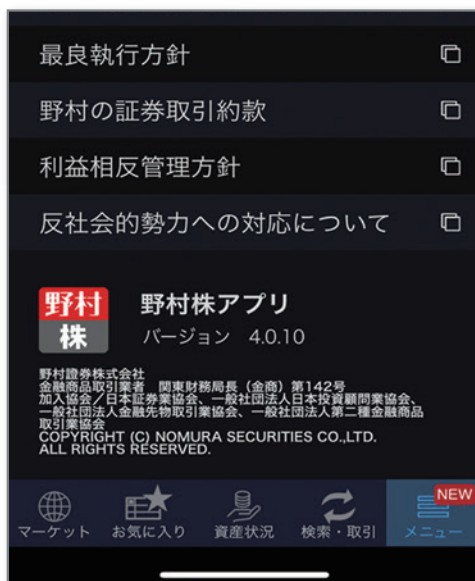 最良執行方針
野村の証券取引約款
利益相反管理方針
反社会的勢力への対応について
野村
株
野村株アプリ
バージョン 4.0.10
野村證券株式会社
金融商品取引業者 関東財務局長（金商）第142号
加入協会／日本証券業協会、一般社団法人日本投資顧問業協会、
一般社団法人金融先物取引業協会、一般社団法人第二種金融商品
取引業協会
COPYRIGHT (C) NOMURA SECURITIES CO.,LTD.
ALL RIGHTS RESERVED.
NEW
マーケット お気に入り 資産状況 検索・取引 メニュー